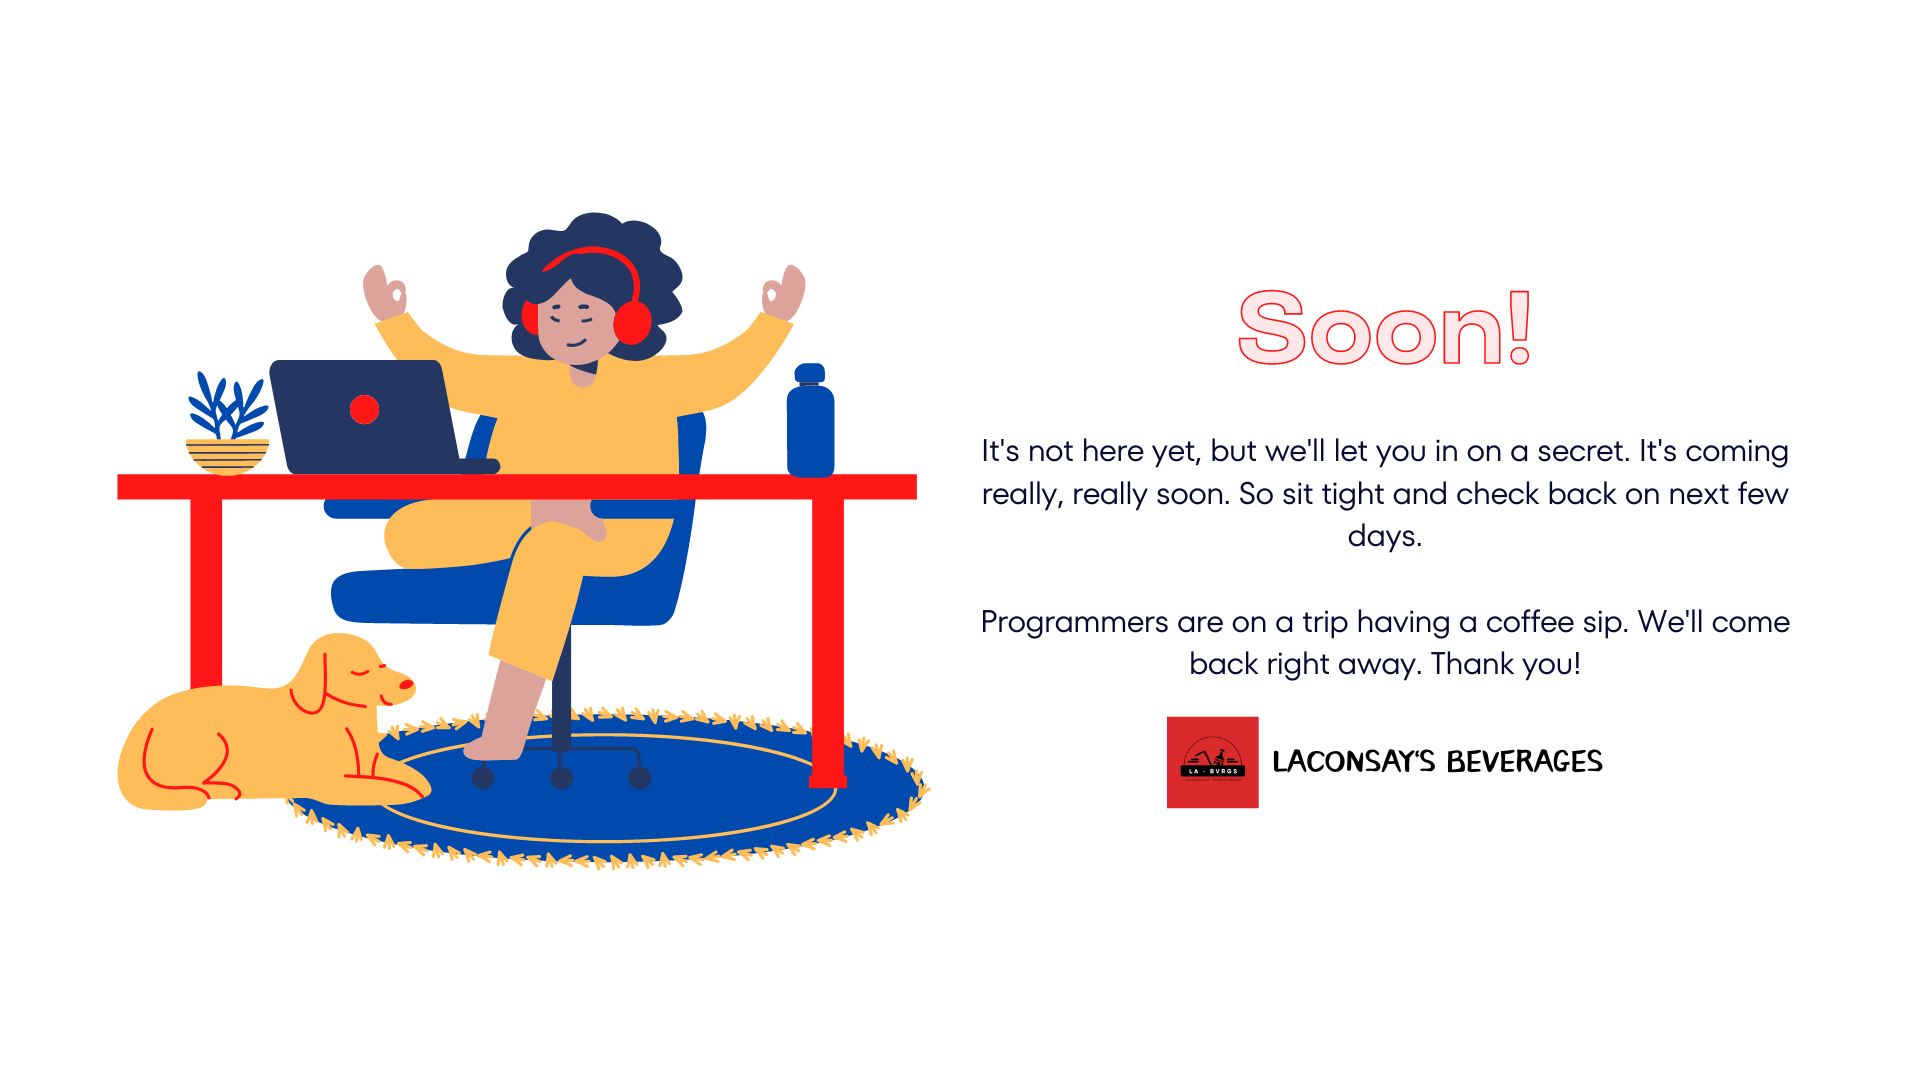 Soon!
It's not here yet, but we'll let you in on a secret. It's coming
really, really soon. So sit tight and check back on next few
days.
Programmers are on a trip having a coffee sip. We'll come
back right away. Thank you!
LA - BVRGS
LACONSAY'S BEVERAGES